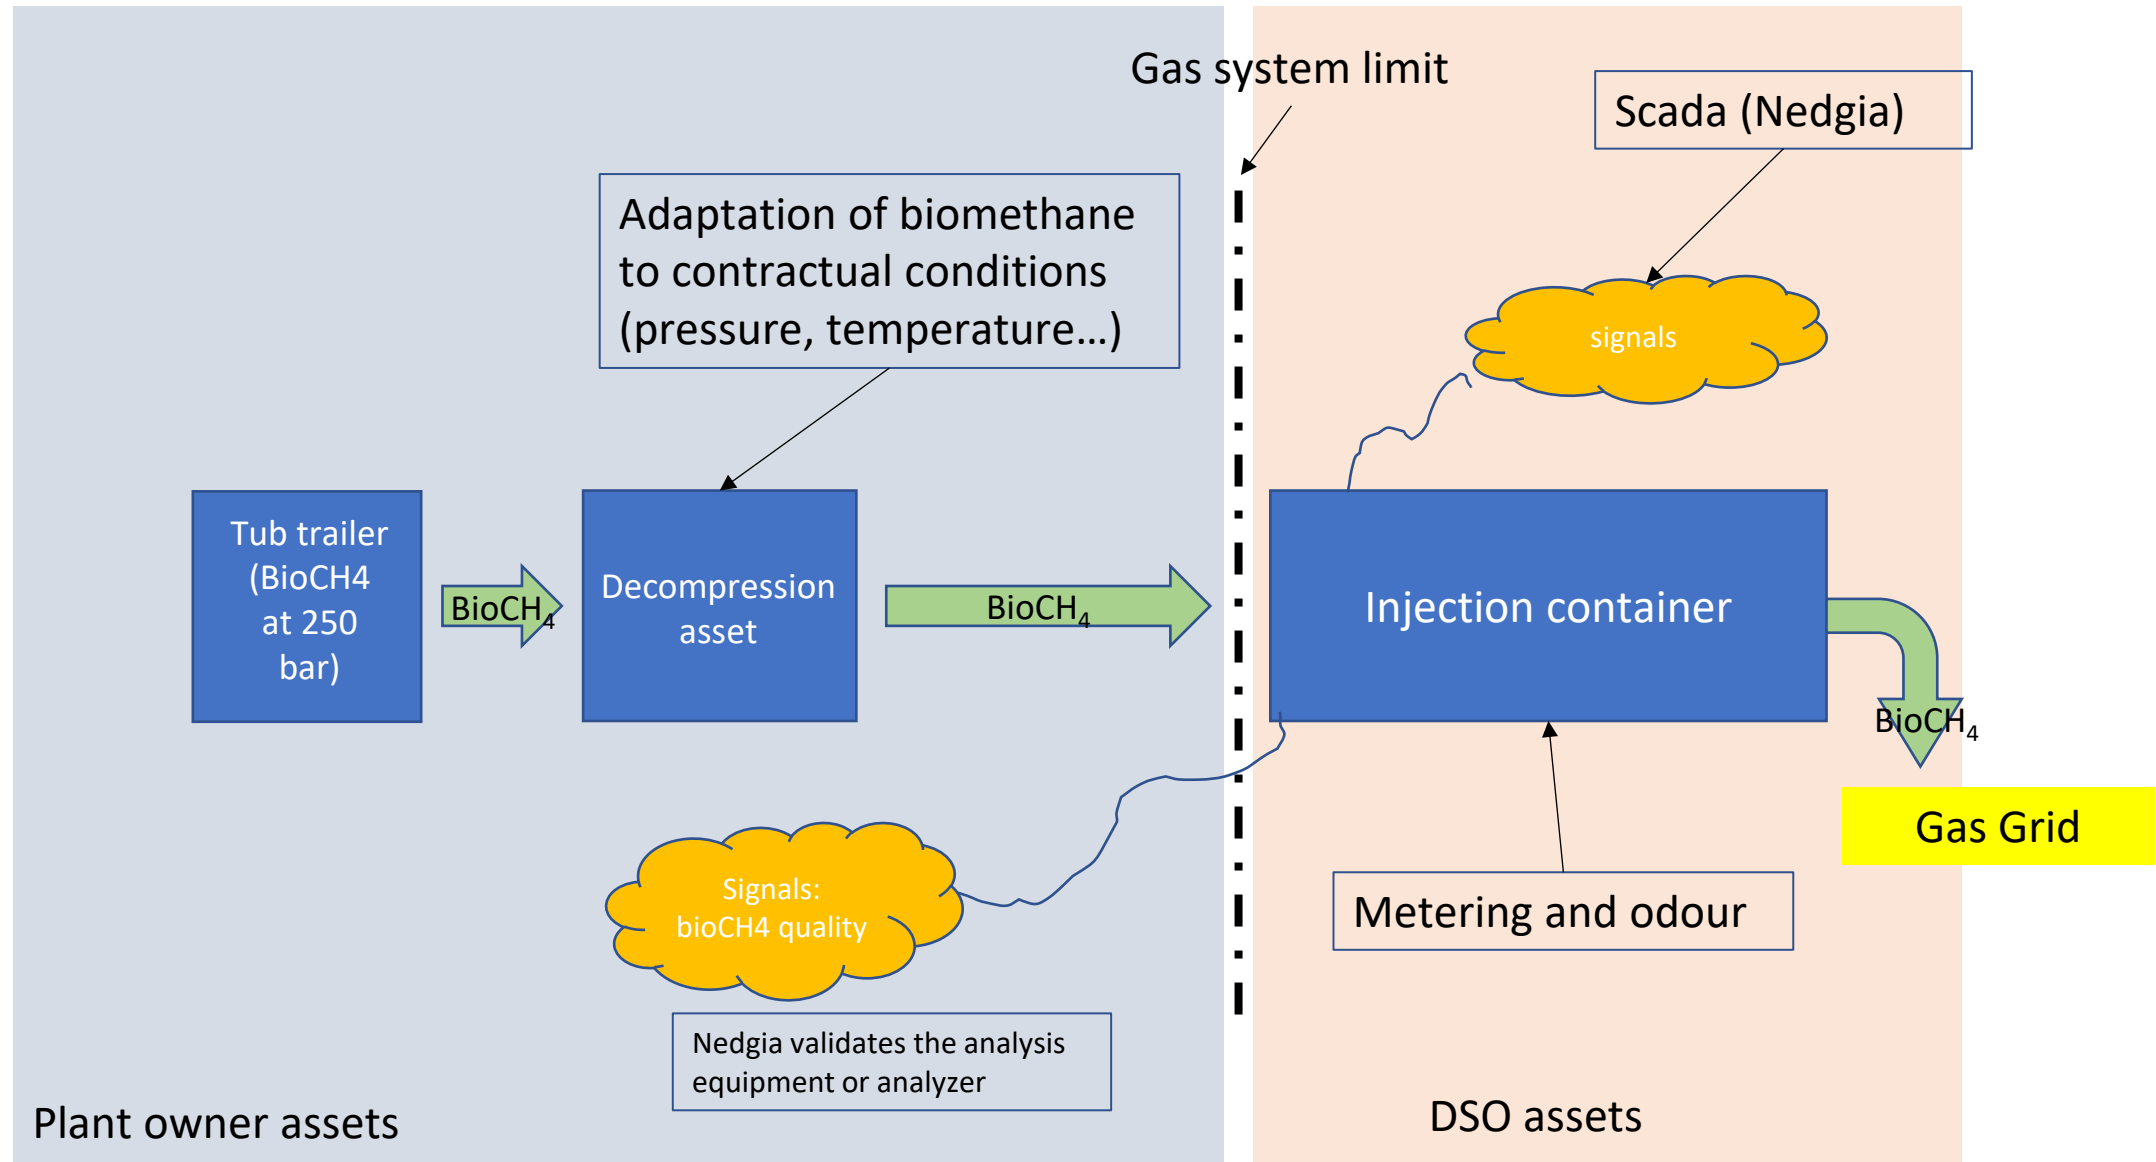 Gas system limit
Scada (Nedgia)
Adaptation of biomethane
to contractual conditions
(pressure, temperature...)
signals
Tub trailer
(BioCH4
at 250
bar)
BioCH₄
Decompression
asset
BioCH₄
Injection container
BioCH₄
Gas Grid
Signals:
bioCH4 quality
Metering and odour
Nedgia validates the analysis
equipment or analyzer
Plant owner assets
DSO assets